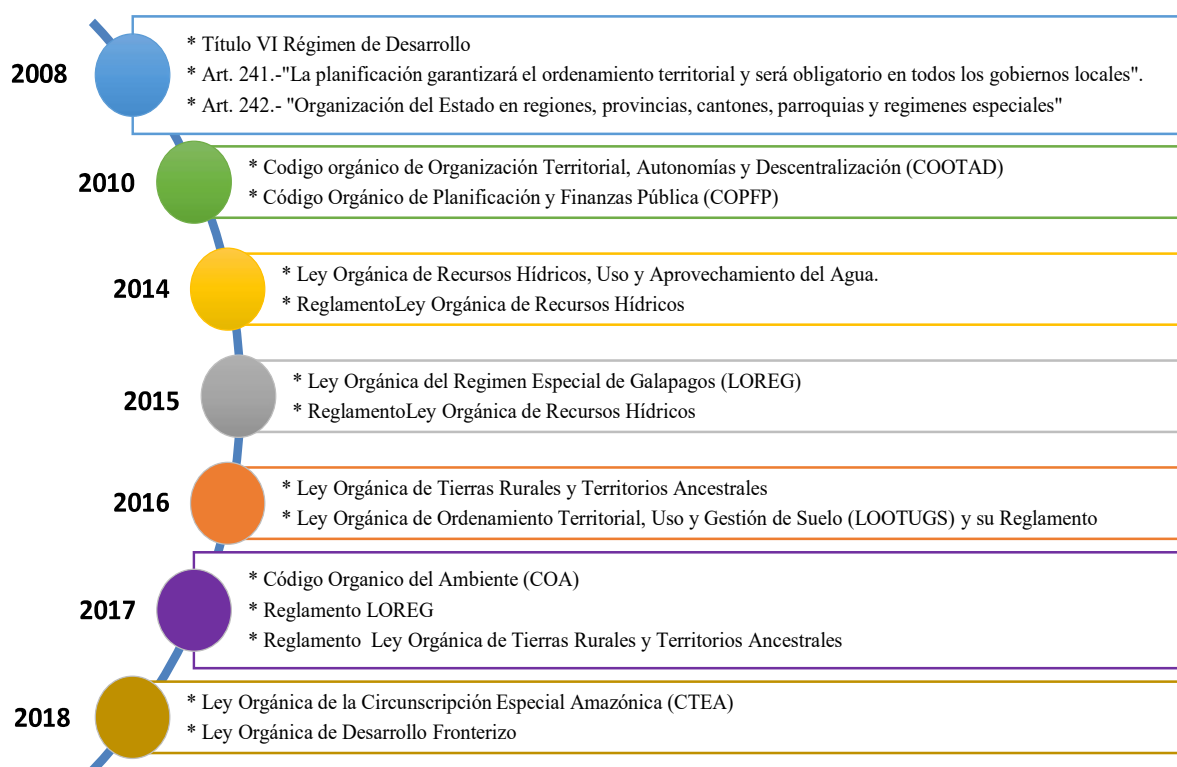 2008
* Título VI Régimen de Desarrollo
* Art. 241.-"La planificación garantizará el ordenamiento territorial y será obligatorio en todos los gobiernos locales".
* Art. 242.- "Organización del Estado en regiones, provincias, cantones, parroquias y regimenes especiales"
2010
* Codigo orgánico de Organización Territorial, Autonomías y Descentralización (COOTAD)
* Código Orgánico de Planificación y Finanzas Pública (COPFP)
2014
* Ley Orgánica de Recursos Hídricos, Uso y Aprovechamiento del Agua.
* ReglamentoLey Orgánica de Recursos Hídricos
2015
* Ley Orgánica del Regimen Especial de Galapagos (LOREG)
* ReglamentoLey Orgánica de Recursos Hídricos
2016
* Ley Orgánica de Tierras Rurales y Territorios Ancestrales
* Ley Orgánica de Ordenamiento Territorial, Uso y Gestión de Suelo (LOOTUGS) y su Reglamento
2017
* Código Organico del Ambiente (COA)
* Reglamento LOREG
* Reglamento  Ley Orgánica de Tierras Rurales y Territorios Ancestrales
2018
* Ley Orgánica de la Circunscripción Especial Amazónica (CTEA)
* Ley Orgánica de Desarrollo Fronterizo